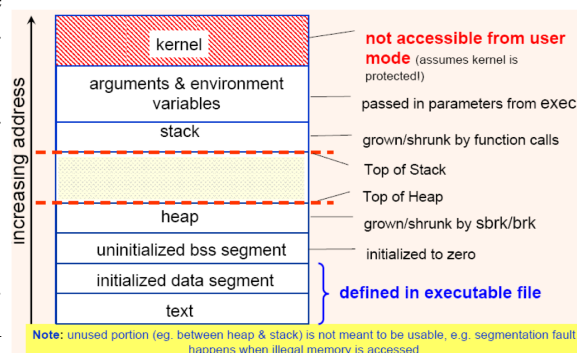 increasing address
kernel
not accessible from user
mode (assumes kernel is
protected!)
arguments & environment
variables
passed in parameters from exec
stack
grown/shrunk by function calls
Top of Stack
Top of Heap
heap
grown/shrunk by sbrk/brk
uninitialized bss segment
initialized to zero
initialized data segment
defined in executable file
text
Note: unused portion (eg. between heap & stack) is not meant to be usable, e.g. segmentation fault
happens when illegal memory is accessed